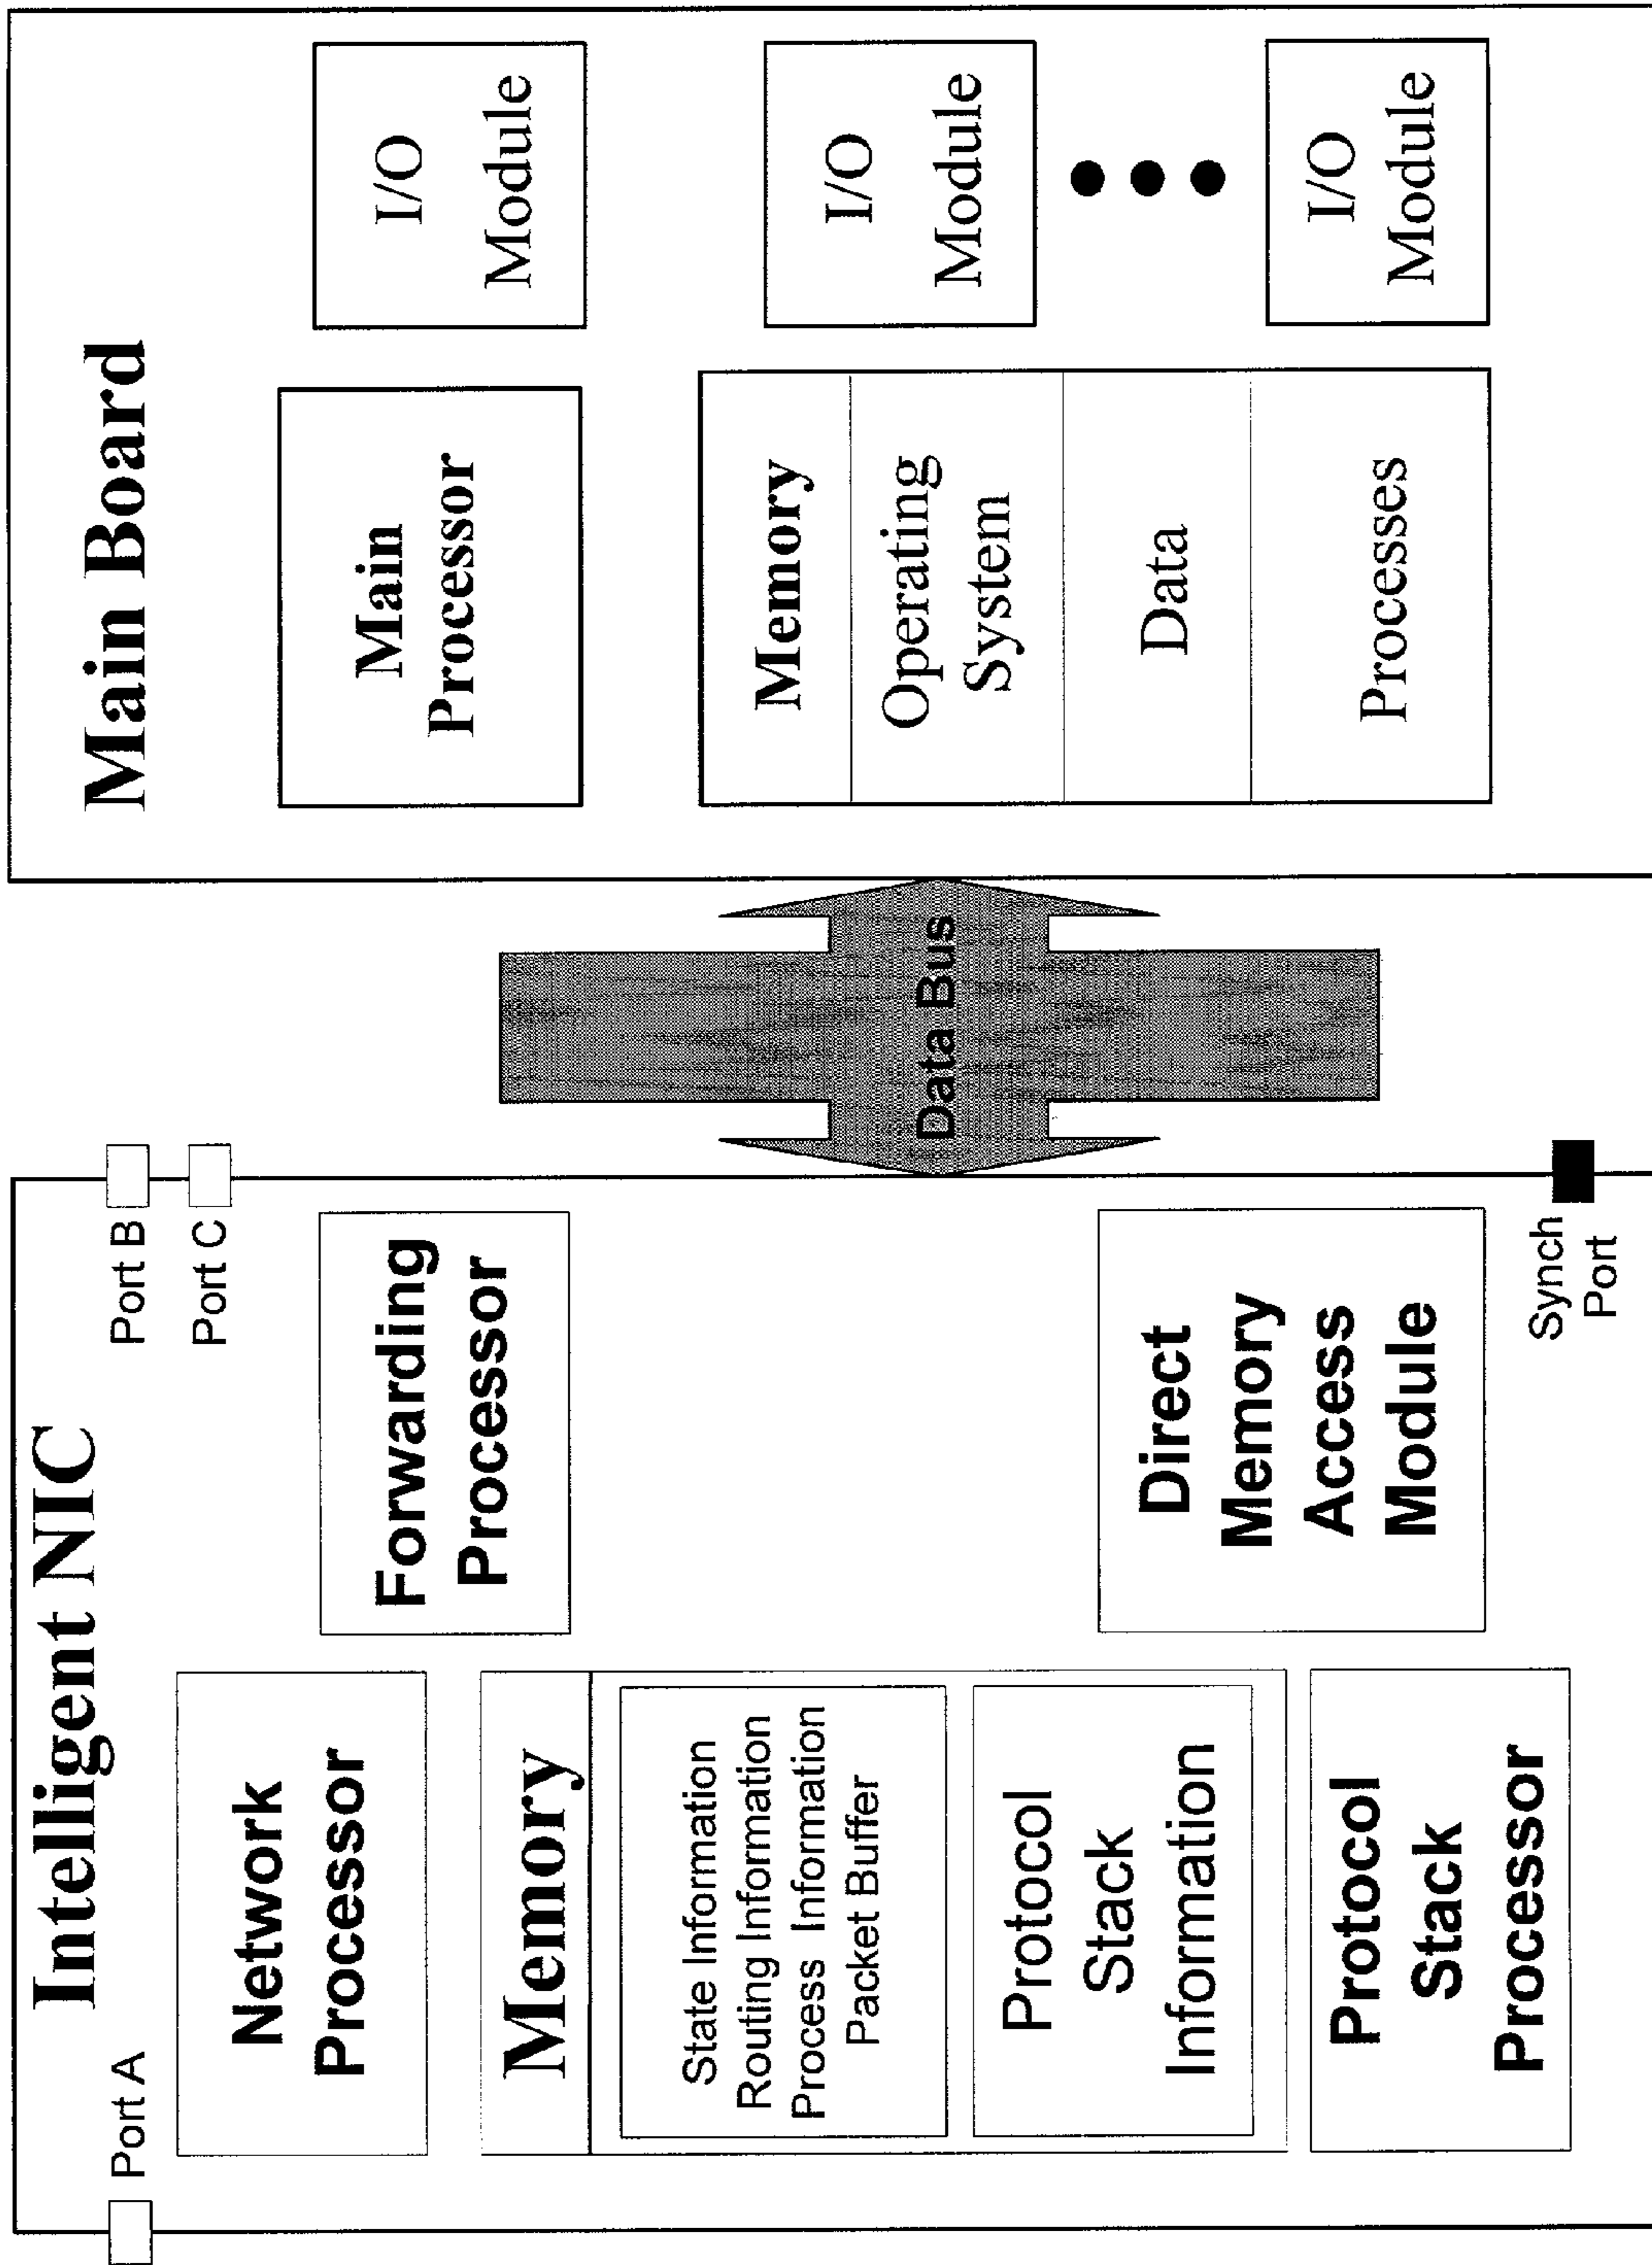 Intelligent NIC
Port A
Port B
Port C
Network
Processor
Forwarding
Processor
Memory
State Information
Routing Information
Process Information
Packet Buffer
Protocol
Stack
Information
Protocol
Stack
Processor
Direct
Memory
Access
Module
Synch
Port
Data Bus
Main Board
Main
Processor
I/O
Module
Memory
Operating
System
Data
Processes
I/O
Module
I/O
Module